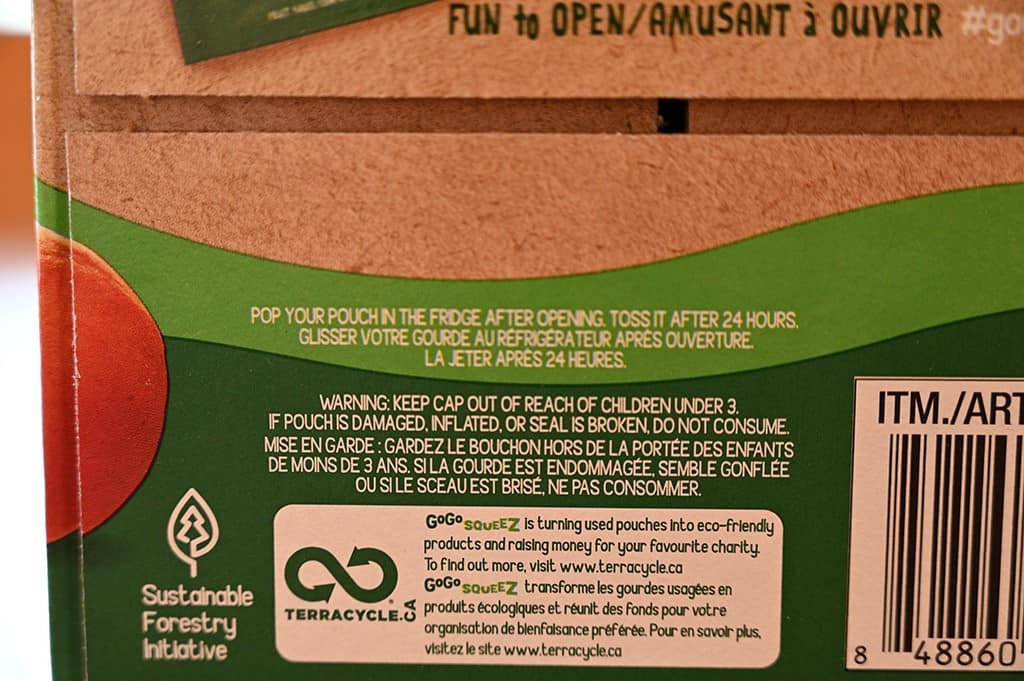 FUN to OPEN/AMUSANT à OUVRIR #go
POP YOUR POUCH IN THE FRIDGE AFTER OPENING. TOSS IT AFTER 24 HOURS.
GLISSER VOTRE GOURDE AU RÉFRIGÉRATEUR APRÈS OUVERTURE.
LA JETER APRÈS 24 HEURES.
WARNING: KEEP CAP OUT OF REACH OF CHILDREN UNDER 3.
IF POUCH IS DAMAGED, INFLATED, OR SEAL IS BROKEN, DO NOT CONSUME.
MISE EN GARDE : GARDEZ LE BOUCHON HORS DE LA PORTÉE DES ENFANTS
DE MOINS DE 3 ANS. SI LA GOURDE EST ENDOMMAGÉE, SEMBLE GONFLÉE
OU SI LE SCEAU EST BRISÉ, NE PAS CONSOMMER.
Sustainable
Forestry
Initiative
TERRACYCLE.CA
GoGo SQUEEZ is turning used pouches into eco-friendly
products and raising money for your favourite charity.
To find out more, visit www.terracycle.ca
GoGo SQUEEZ transforme les gourdes usagées en
produits écologiques et réunit des fonds pour votre
organisation de bienfaisance préférée. Pour en savoir plus,
visitez le site www.terracycle.ca
ITM./ART
8 48860